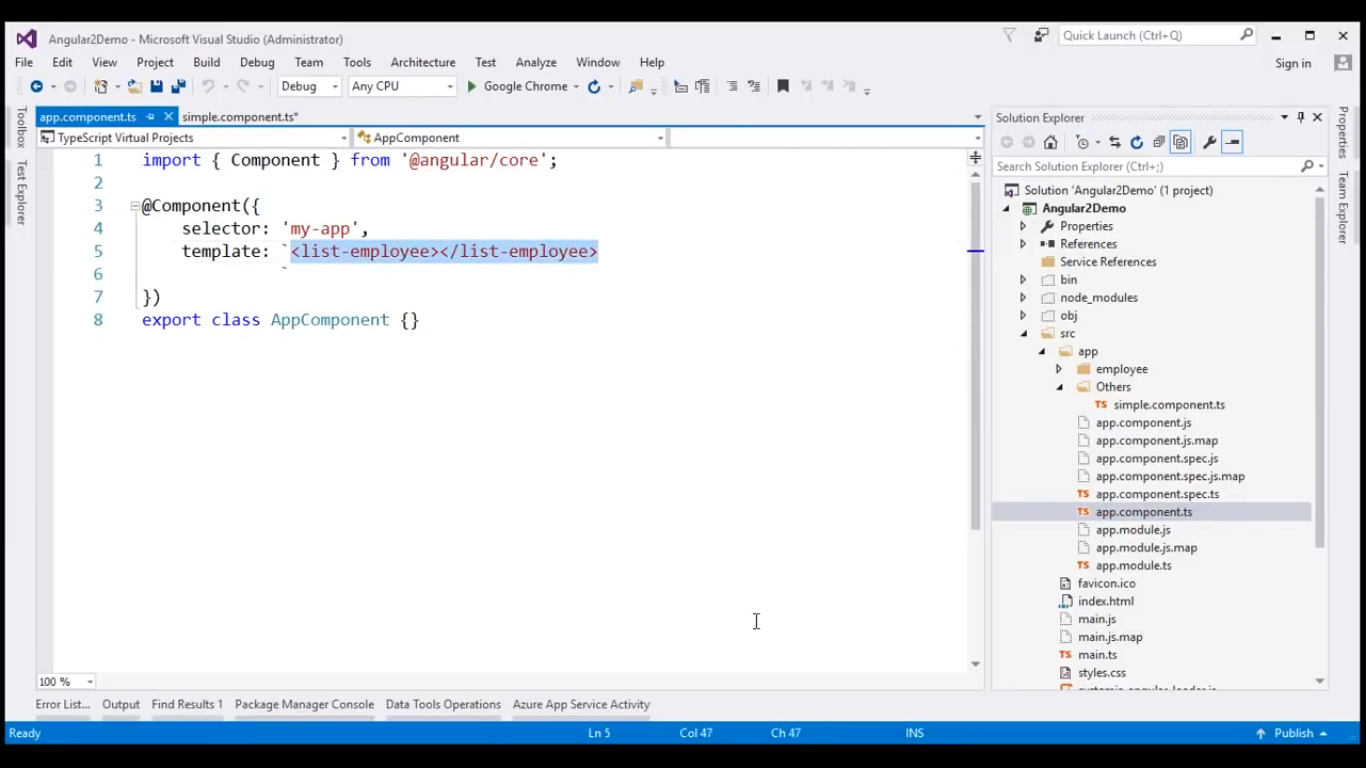 Angular2Demo - Microsoft Visual Studio (Administrator)
Quick Launch (Ctrl+Q)
File Edit View Project Build Debug Team Tools Architecture Test Analyze Window Help
Sign in
Debug Any CPU Google Chrome
Toolbox
Test Explorer
app.component.ts simple.component.ts*
TypeScript Virtual Projects AppComponent
1 import { Component } from '@angular/core';
2
3 @Component({
4 selector: 'my-app',
5 template: `<list-employee></list-employee>
6 `
7 })
8 export class AppComponent {}
100 %
Solution Explorer
Search Solution Explorer (Ctrl+;)
Solution 'Angular2Demo' (1 project)
Angular2Demo
Properties
References
Service References
bin
node_modules
obj
src
app
employee
Others
TS simple.component.ts
app.component.js
app.component.js.map
app.component.spec.js
app.component.spec.js.map
TS app.component.spec.ts
TS app.component.ts
app.module.js
app.module.js.map
TS app.module.ts
favicon.ico
index.html
main.js
main.js.map
TS main.ts
styles.css
Properties
Team Explorer
Error List... Output Find Results 1 Package Manager Console Data Tools Operations Azure App Service Activity
Ready Ln 5 Col 47 Ch 47 INS Publish